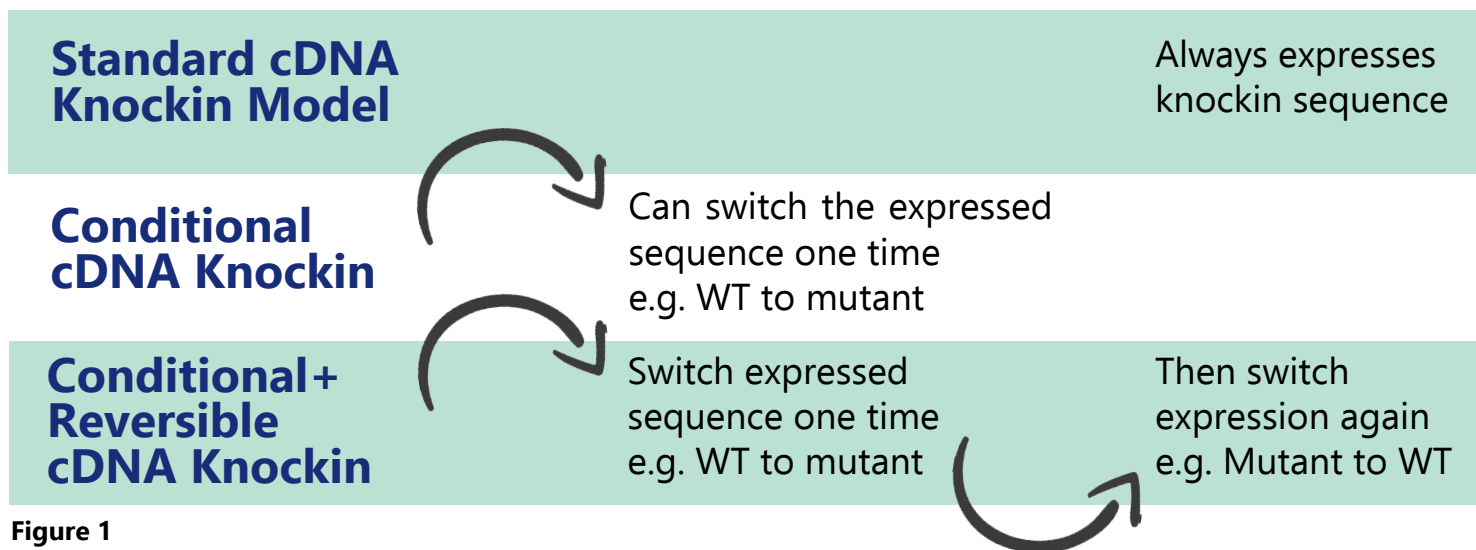 Standard cDNA
Knockin Model
Always expresses
knockin sequence
Conditional
cDNA Knockin
Can switch the expressed
sequence one time
e.g. WT to mutant
Conditional+
Reversible
cDNA Knockin
Switch expressed
sequence one time
e.g. WT to mutant
Then switch
expression again
e.g. Mutant to WT
Figure 1